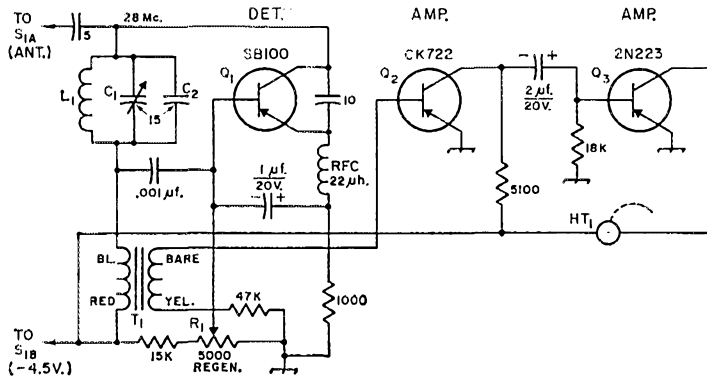 DET.
AMP.
AMP.
TO
S1A
(ANT.)
5
28 Mc.
SB100
CK722
2N223
Q1
Q2
Q3
L1
C1
C2
15
10
- +
2 µf.
20V.
18K
.001 µf.
1 µf.
20V.
- +
RFC
22 µh.
5100
HT1
BL.
BARE
RED
YEL.
T1
47K
R1
1000
TO
S1B
(-4.5V.)
15K
5000
REGEN.